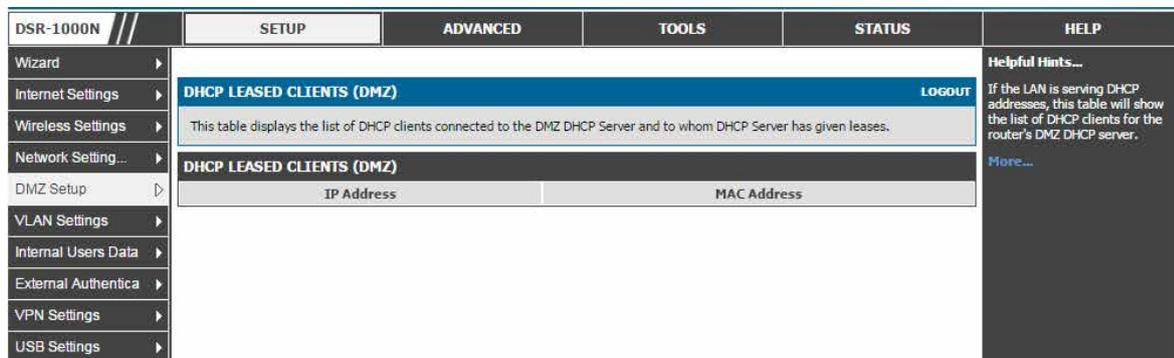 DSR-1000N
SETUP
ADVANCED
TOOLS
STATUS
HELP
Wizard
Internet Settings
Wireless Settings
Network Setting...
DMZ Setup
VLAN Settings
Internal Users Data
External Authentica
VPN Settings
USB Settings
DHCP LEASED CLIENTS (DMZ)
LOGOUT
This table displays the list of DHCP clients connected to the DMZ DHCP Server and to whom DHCP Server has given leases.
DHCP LEASED CLIENTS (DMZ)
IP Address
MAC Address
Helpful Hints...
If the LAN is serving DHCP
addresses, this table will show
the list of DHCP clients for the
router's DMZ DHCP server.
More...